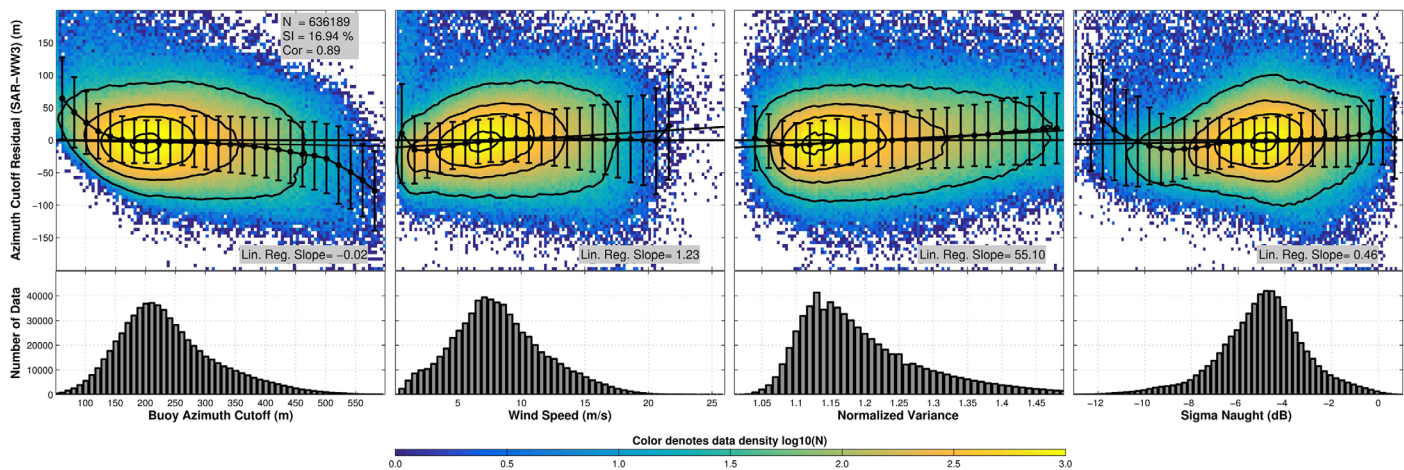 N = 636189
SI = 16.94 %
Cor = 0.89
Azimuth Cutoff Residual (SAR−WW3) (m)
150
100
50
0
−50
−100
−150
Lin. Reg. Slope= −0.02
Lin. Reg. Slope= 1.23
Lin. Reg. Slope= 55.10
Lin. Reg. Slope= 0.46
Number of Data
40000
30000
20000
10000
0
100 150 200 250 300 350 400 450 500 550
5 10 15 20 25
1.05 1.1 1.15 1.2 1.25 1.3 1.35 1.4 1.45
−12 −10 −8 −6 −4 −2 0
Buoy Azimuth Cutoff (m)
Wind Speed (m/s)
Normalized Variance
Sigma Naught (dB)
Color denotes data density log10(N)
0.0 0.5 1.0 1.5 2.0 2.5 3.0